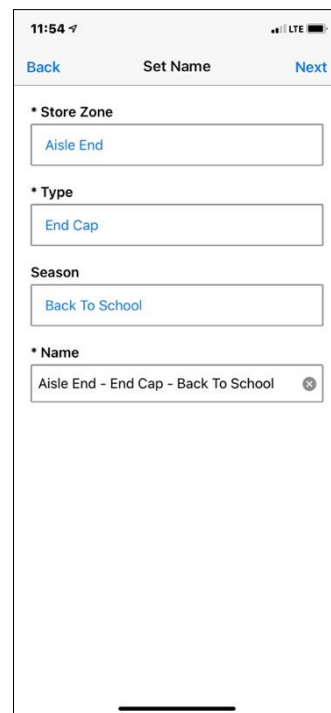 11:54 LTE
Back Set Name Next
* Store Zone
Aisle End
* Type
End Cap
Season
Back To School
* Name
Aisle End - End Cap - Back To School